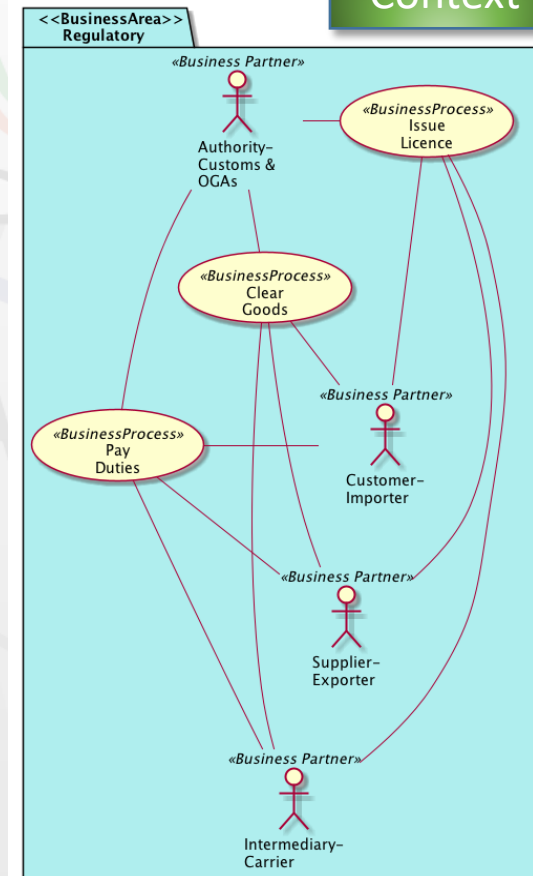 Context
<<BusinessArea>>
Regulatory
«Business Partner»
Authority-
Customs &
OGAs
«BusinessProcess»
Issue
Licence
«BusinessProcess»
Clear
Goods
«Business Partner»
Customer-
Importer
«BusinessProcess»
Pay
Duties
«Business Partner»
Supplier-
Exporter
«Business Partner»
Intermediary-
Carrier